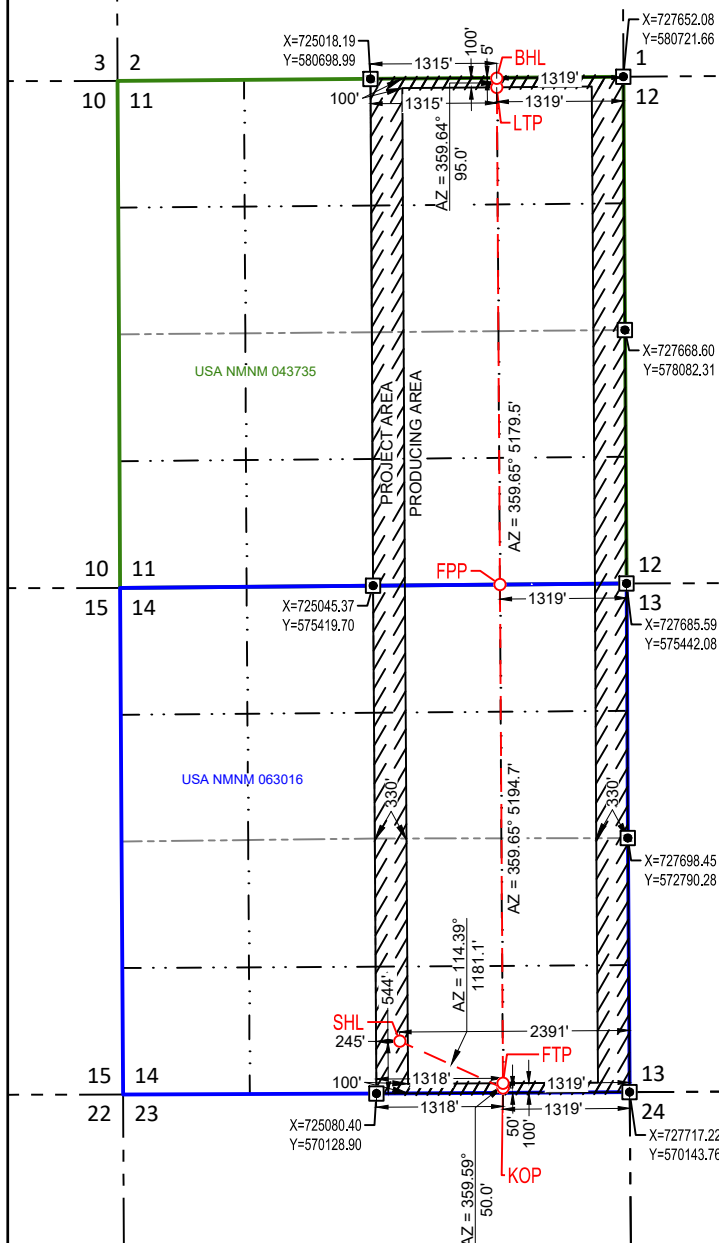 X=725018.19
Y=580698.99
1315'
100'
5'
BHL
X=727652.08
Y=580721.66
3 2
1
1319'
10 11
100'
1315'
1319'
12
LTP
AZ = 359.64°
95.0'
X=727668.60
Y=578082.31
USA NMNM 043735
PROJECT AREA
PRODUCING AREA
AZ = 359.65° 5179.5'
10 11
FPP
12
15 14
1319'
13
X=725045.37
Y=575419.70
X=727685.59
Y=575442.08
USA NMNM 063016
330'
AZ = 359.65° 5194.7'
330'
X=727698.45
Y=572790.28
544'
AZ = 114.39°
1181.1'
SHL
245'
2391'
FTP
15 14
100'
1318'
1319'
13
22 23
1318'
50'
100'
1319'
24
X=725080.40
Y=570128.90
X=727717.22
Y=570143.76
KOP
AZ = 359.59°
50.0'